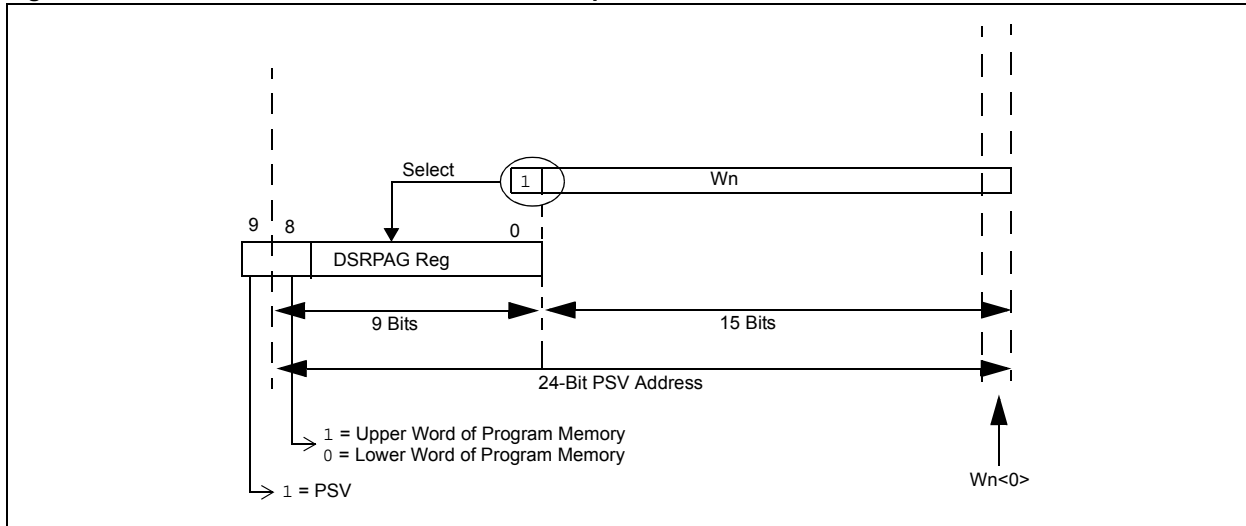 Select
1
Wn
9
8
0
DSRPAG Reg
9 Bits
15 Bits
24-Bit PSV Address
1 = Upper Word of Program Memory
0 = Lower Word of Program Memory
Wn<0>
1 = PSV